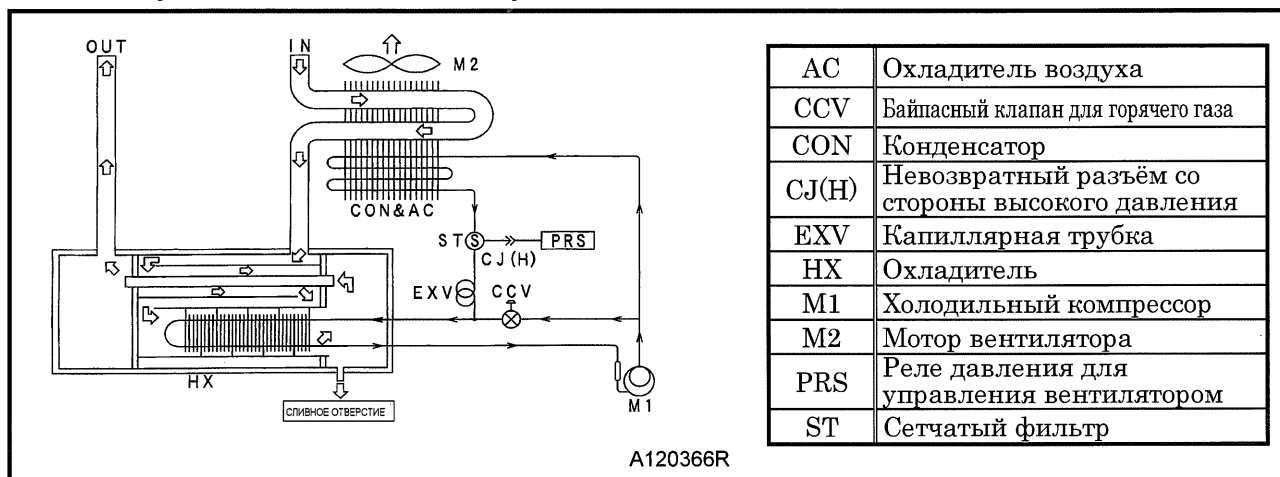 OUT
IN
M2
CON&AC
ST
S
PRS
CJ(H)
EXV
CCV
HX
M1
СЛИВНОЕ ОТВЕРСТИЕ
A120366R
AC Охладитель воздуха
CCV Байпасный клапан для горячего газа
CON Конденсатор
CJ(H) Невозвратный разъём со
стороны высокого давления
EXV Капиллярная трубка
HX Охладитель
M1 Холодильный компрессор
M2 Мотор вентилятора
PRS Реле давления для
управления вентилятором
ST Сетчатый фильтр